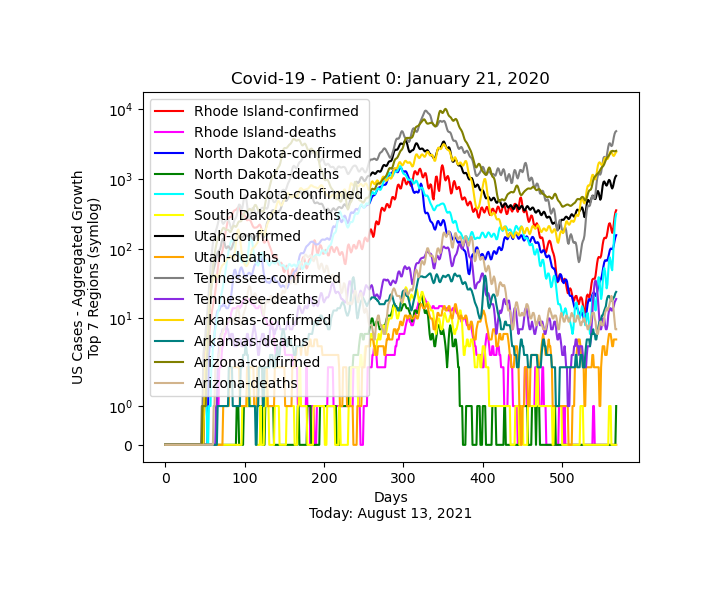 Covid-19 - Patient 0: January 21, 2020
US Cases - Aggregated Growth
Top 7 Regions (symlog)
10^4
10^3
10^2
10^1
10^0
0
Rhode Island-confirmed
Rhode Island-deaths
North Dakota-confirmed
North Dakota-deaths
South Dakota-confirmed
South Dakota-deaths
Utah-confirmed
Utah-deaths
Tennessee-confirmed
Tennessee-deaths
Arkansas-confirmed
Arkansas-deaths
Arizona-confirmed
Arizona-deaths
0 100 200 300 400 500
Days
Today: August 13, 2021